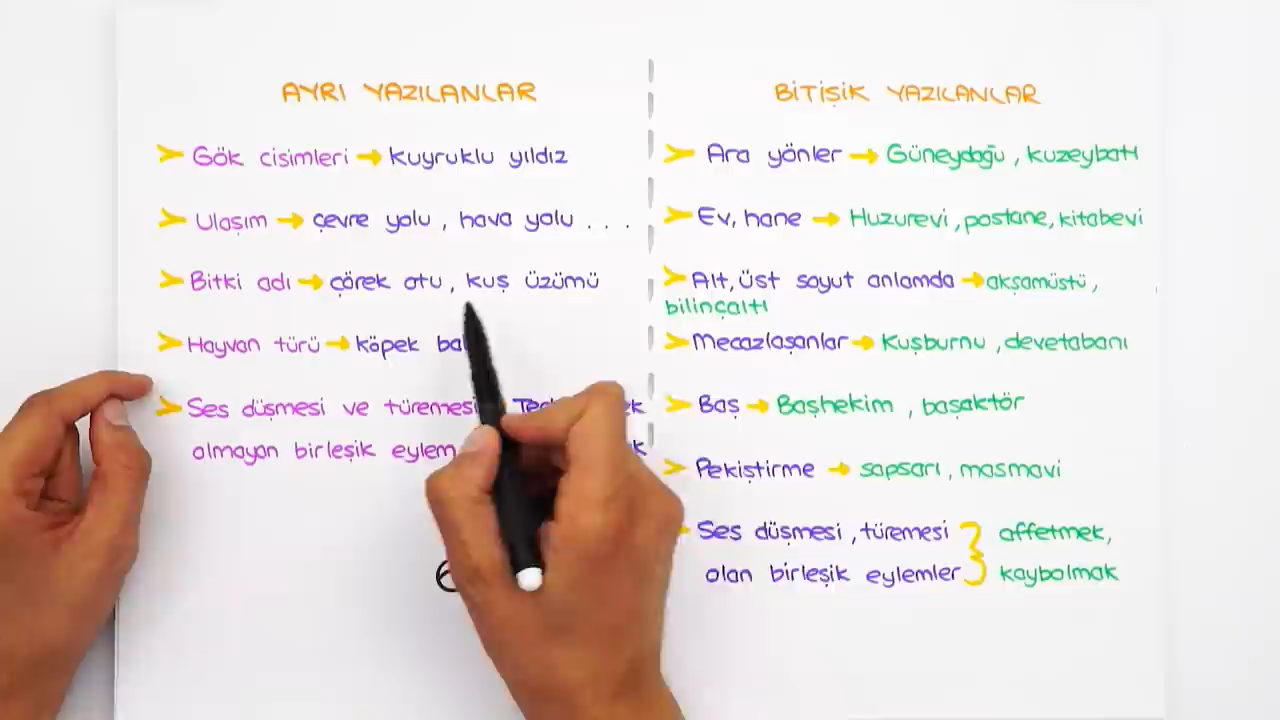 AYRI YAZILANLAR
Gök cisimleri → Kuyruklu yıldız
Ulaşım → çevre yolu, hava yolu ...
Bitki adı → çörek otu, kuş üzümü
Hayvan türü → köpek
Ses düşmesi ve türemesi
olmayan birleşik eylem
BİTİŞİK YAZILANLAR
Ara yönler → Güneydoğu, kuzeybatı
Ev, hane → Huzurevi, postane, kitabevi
Alt, üst soyut anlamda → akşamüstü,
bilinçaltı
Mecazlaşanlar → Kuşburnu, devetabanı
Baş → Başhekim, başaktör
Pekiştirme → sapsarı, masmavi
Ses düşmesi, türemesi } affetmek,
olan birleşik eylemler } kaybolmak